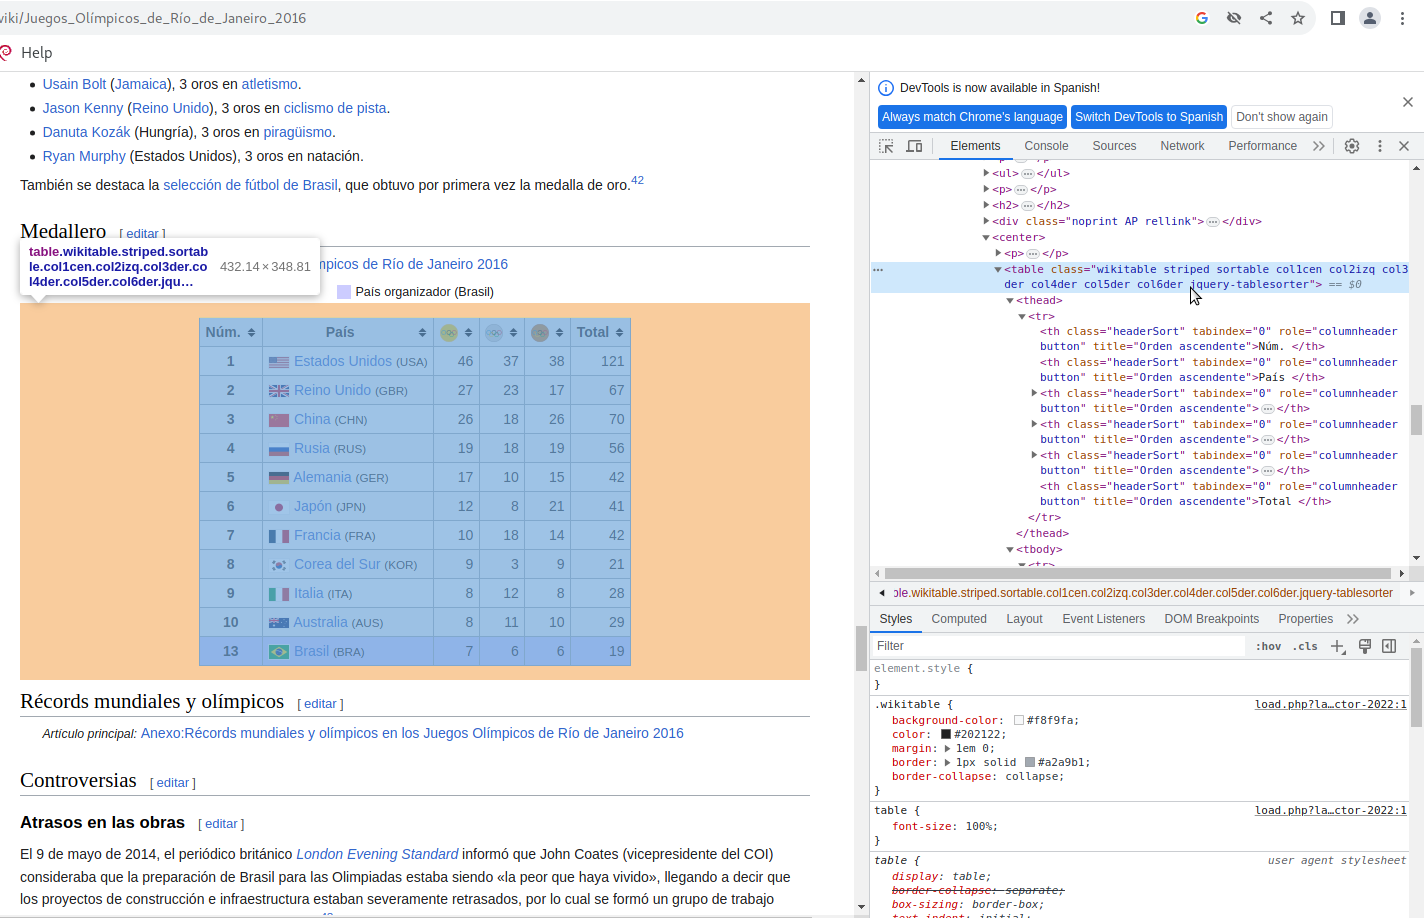 viki/Juegos_Olímpicos_de_Río_de_Janeiro_2016
Help
Usain Bolt (Jamaica), 3 oros en atletismo.
Jason Kenny (Reino Unido), 3 oros en ciclismo de pista.
Danuta Kozák (Hungría), 3 oros en piragüismo.
Ryan Murphy (Estados Unidos), 3 oros en natación.
También se destaca la selección de fútbol de Brasil, que obtuvo por primera vez la medalla de oro.42
Medallero [ editar ]
table.wikitable.striped.sortab
le.col1cen.col2izq.col3der.co
l4der.col5der.col6der.jqu…
432.14 × 348.81
mpicos de Río de Janeiro 2016
País organizador (Brasil)
Núm. País Total
1 Estados Unidos (USA) 46 37 38 121
2 Reino Unido (GBR) 27 23 17 67
3 China (CHN) 26 18 26 70
4 Rusia (RUS) 19 18 19 56
5 Alemania (GER) 17 10 15 42
6 Japón (JPN) 12 8 21 41
7 Francia (FRA) 10 18 14 42
8 Corea del Sur (KOR) 9 3 9 21
9 Italia (ITA) 8 12 8 28
10 Australia (AUS) 8 11 10 29
13 Brasil (BRA) 7 6 6 19
Récords mundiales y olímpicos [ editar ]
Artículo principal: Anexo:Récords mundiales y olímpicos en los Juegos Olímpicos de Río de Janeiro 2016
Controversias [ editar ]
Atrasos en las obras [ editar ]
El 9 de mayo de 2014, el periódico británico London Evening Standard informó que John Coates (vicepresidente del COI)
consideraba que la preparación de Brasil para las Olimpiadas estaba siendo «la peor que haya vivido», llegando a decir que
los proyectos de construcción e infraestructura estaban severamente retrasados, por lo cual se formó un grupo de trabajo
DevTools is now available in Spanish!
Always match Chrome's language Switch DevTools to Spanish Don't show again
Elements Console Sources Network Performance
<ul>…</ul>
<p>…</p>
<h2>…</h2>
<div class="noprint AP rellink">…</div>
<center>
<p>…</p>
<table class="wikitable striped sortable col1cen col2izq col3
der col4der col5der col6der jquery-tablesorter"> == $0
<thead>
<tr>
<th class="headerSort" tabindex="0" role="columnheader
button" title="Orden ascendente">Núm. </th>
<th class="headerSort" tabindex="0" role="columnheader
button" title="Orden ascendente">País </th>
<th class="headerSort" tabindex="0" role="columnheader
button" title="Orden ascendente">…</th>
<th class="headerSort" tabindex="0" role="columnheader
button" title="Orden ascendente">…</th>
<th class="headerSort" tabindex="0" role="columnheader
button" title="Orden ascendente">…</th>
<th class="headerSort" tabindex="0" role="columnheader
button" title="Orden ascendente">Total </th>
</tr>
</thead>
<tbody>
<tr>
ble.wikitable.striped.sortable.col1cen.col2izq.col3der.col4der.col5der.col6der.jquery-tablesorter
Styles Computed Layout Event Listeners DOM Breakpoints Properties
Filter :hov .cls
element.style {
}
.wikitable { load.php?la…ctor-2022:1
background-color: #f8f9fa;
color: #202122;
margin: 1em 0;
border: 1px solid #a2a9b1;
border-collapse: collapse;
}
table { load.php?la…ctor-2022:1
font-size: 100%;
}
table { user agent stylesheet
display: table;
border-collapse: separate;
box-sizing: border-box;
text-indent: initial;